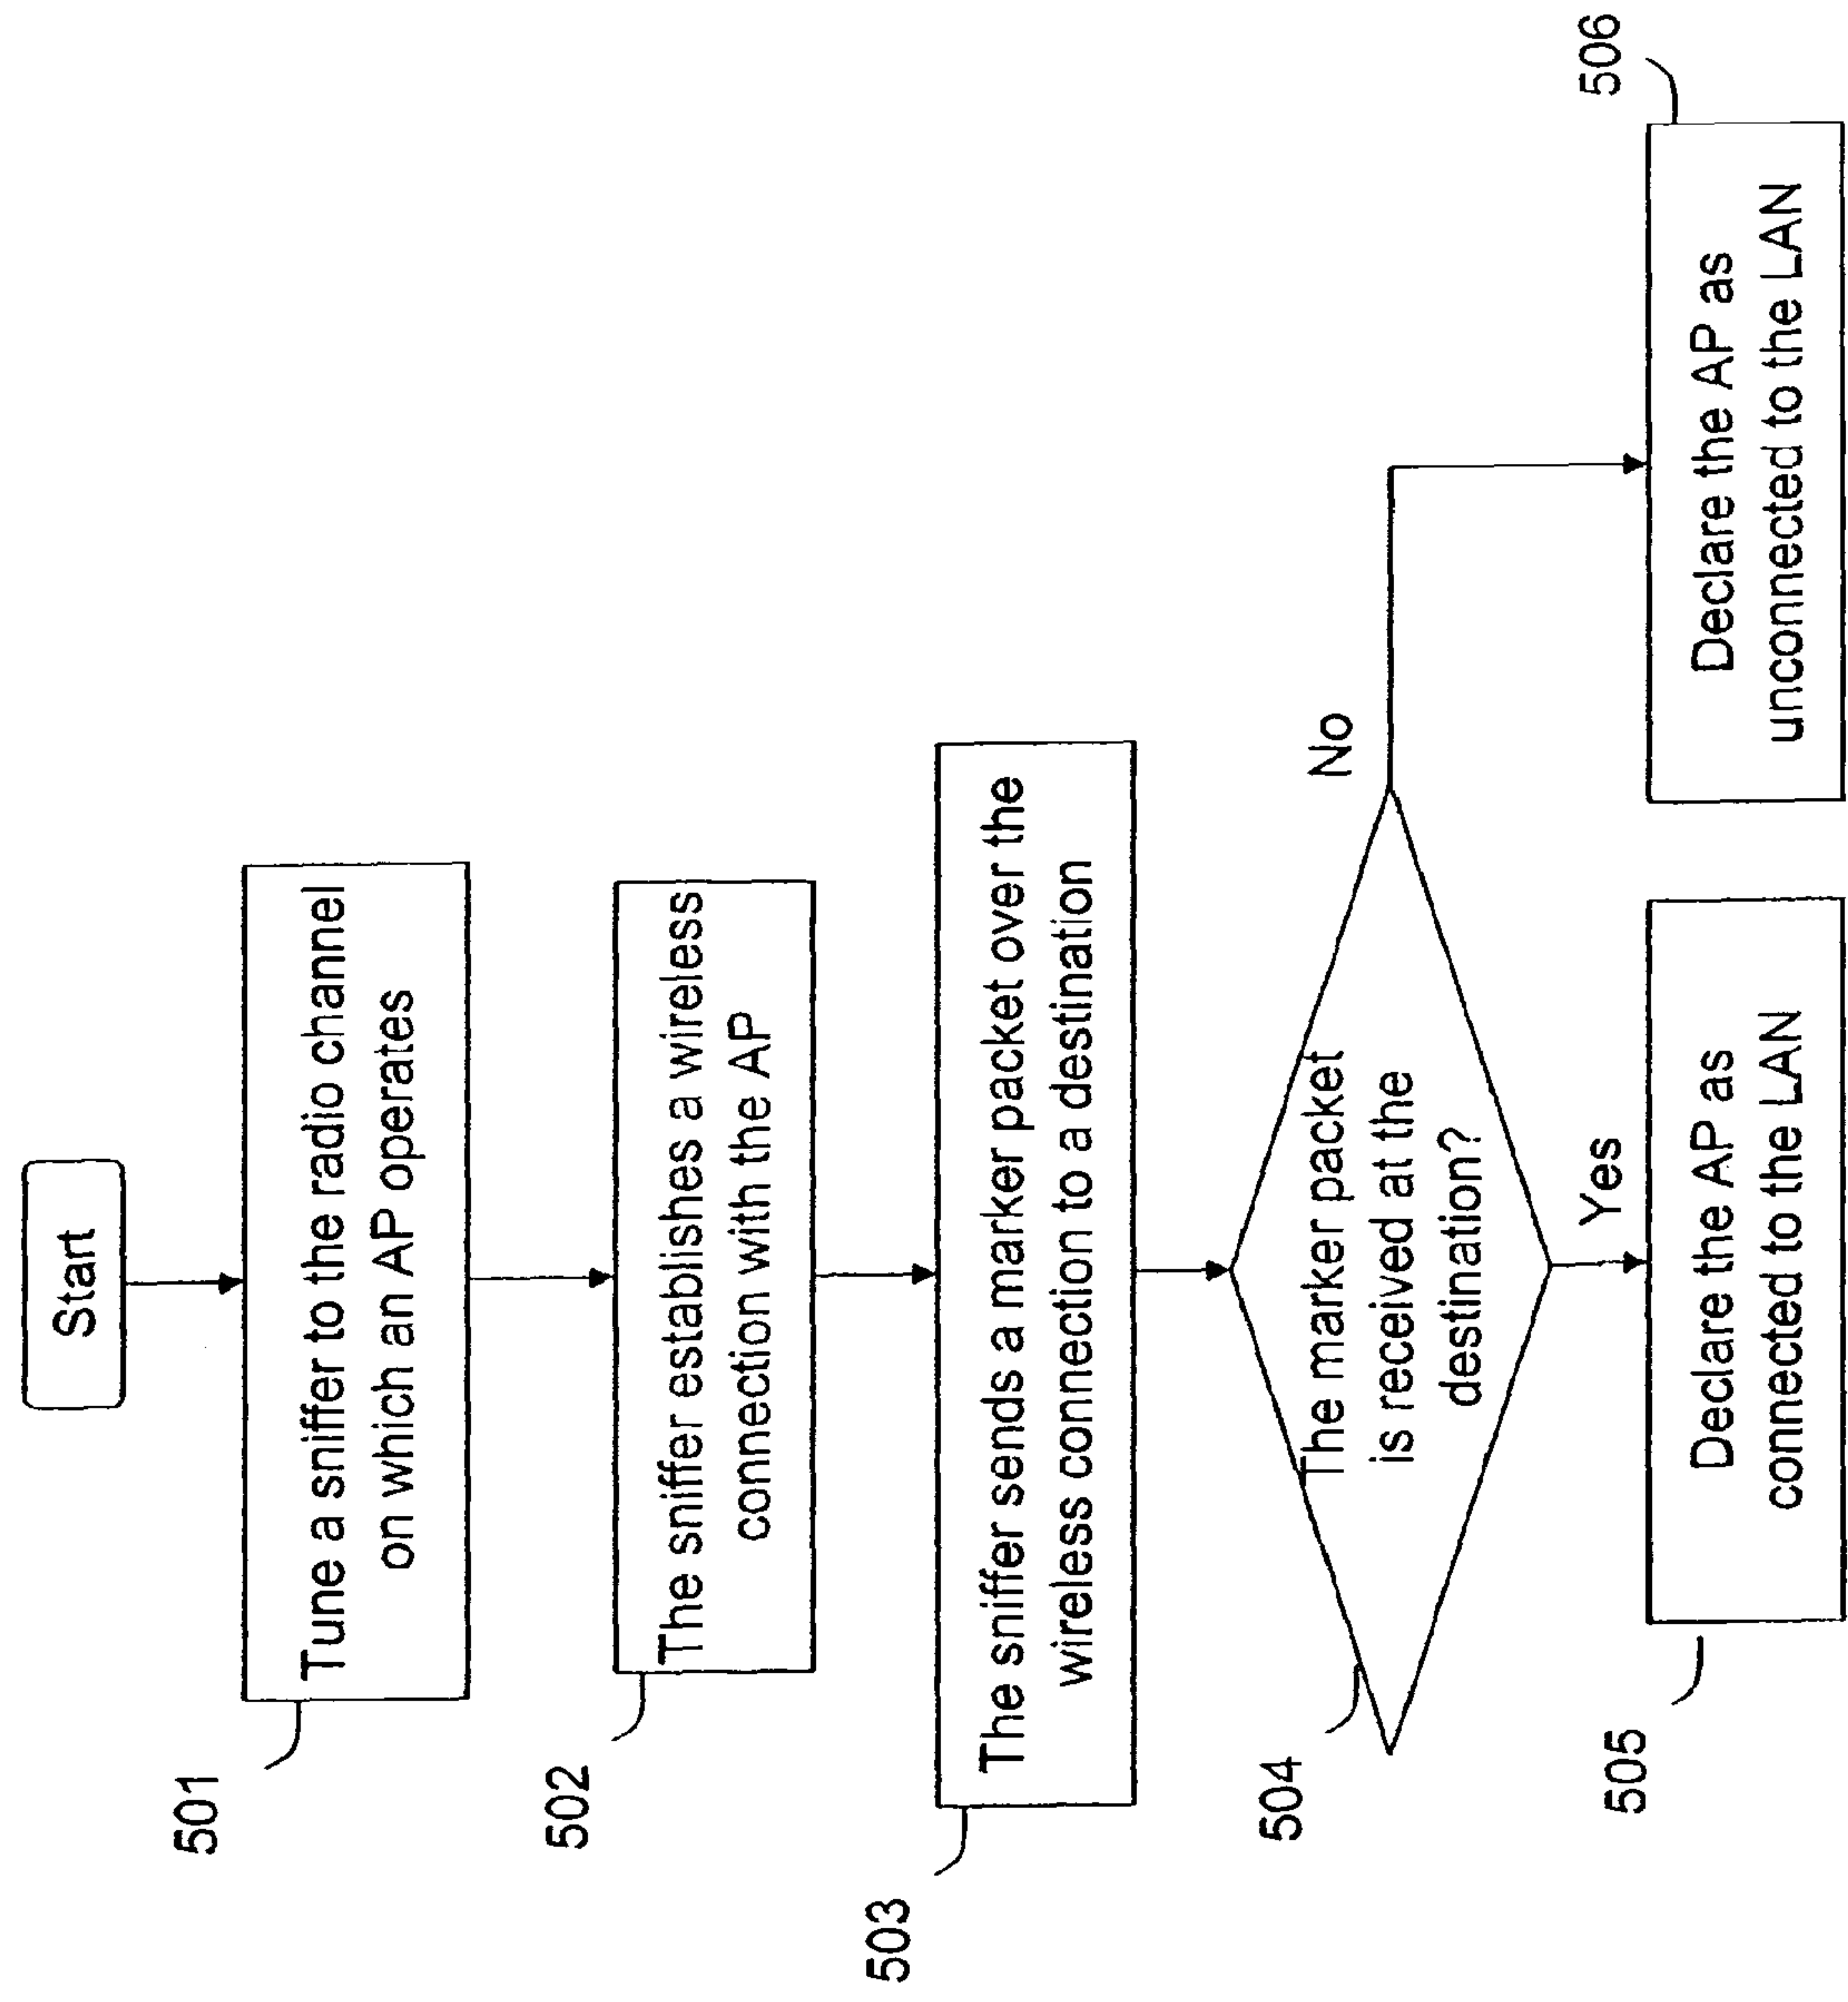 Start
501
Tune a sniffer to the radio channel
on which an AP operates
502
The sniffer establishes a wireless
connection with the AP
503
The sniffer sends a marker packet over the
wireless connection to a destination
504
The marker packet
is received at the
destination?
No
Yes
505
Declare the AP as
connected to the LAN
506
Declare the AP as
unconnected to the LAN